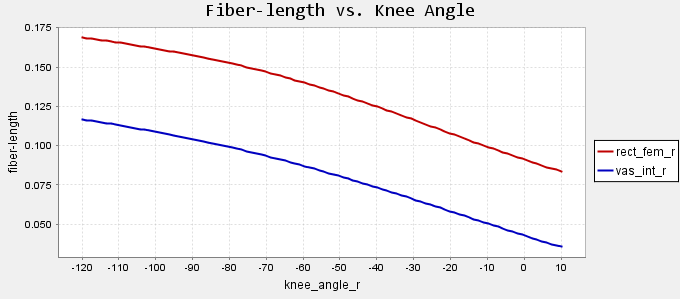 Fiber-length vs. Knee Angle
0.175
0.150
0.125
0.100
0.075
0.050
fiber-length
-120 -110 -100 -90 -80 -70 -60 -50 -40 -30 -20 -10 0 10
knee_angle_r
rect_fem_r
vas_int_r